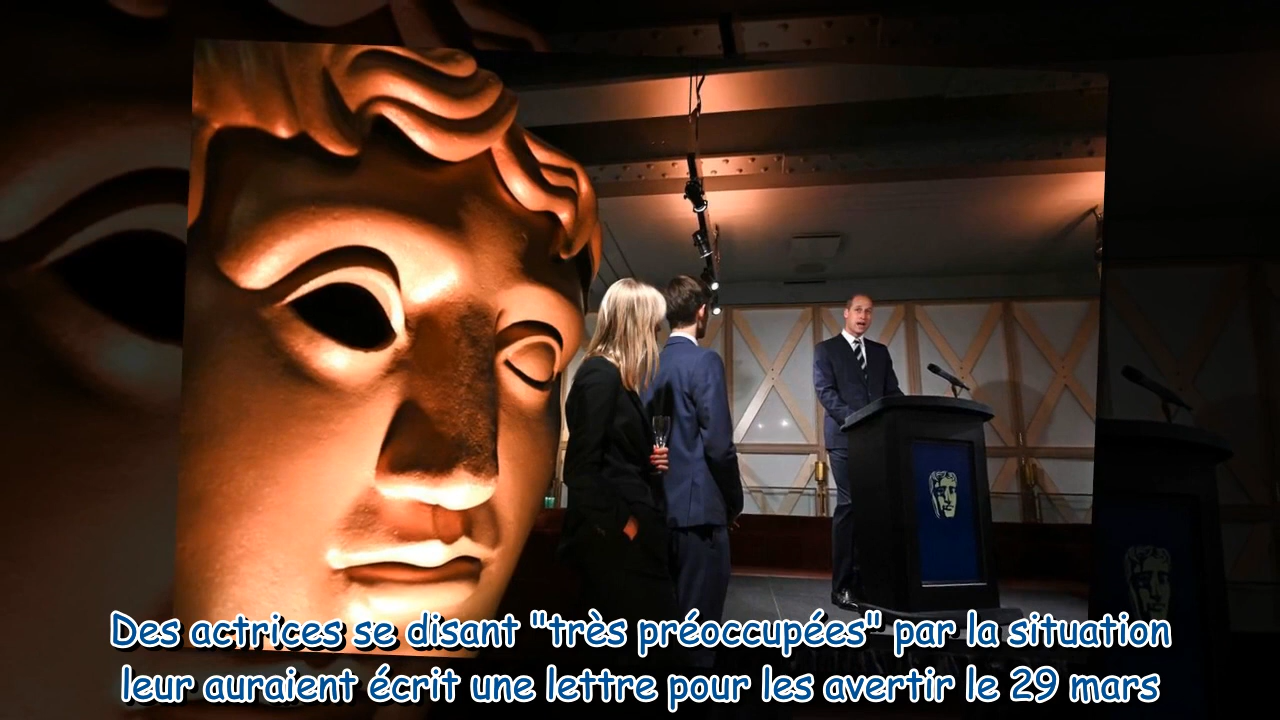 Des actrices se disant "très préoccupées" par la situation
leur auraient écrit une lettre pour les avertir le 29 mars